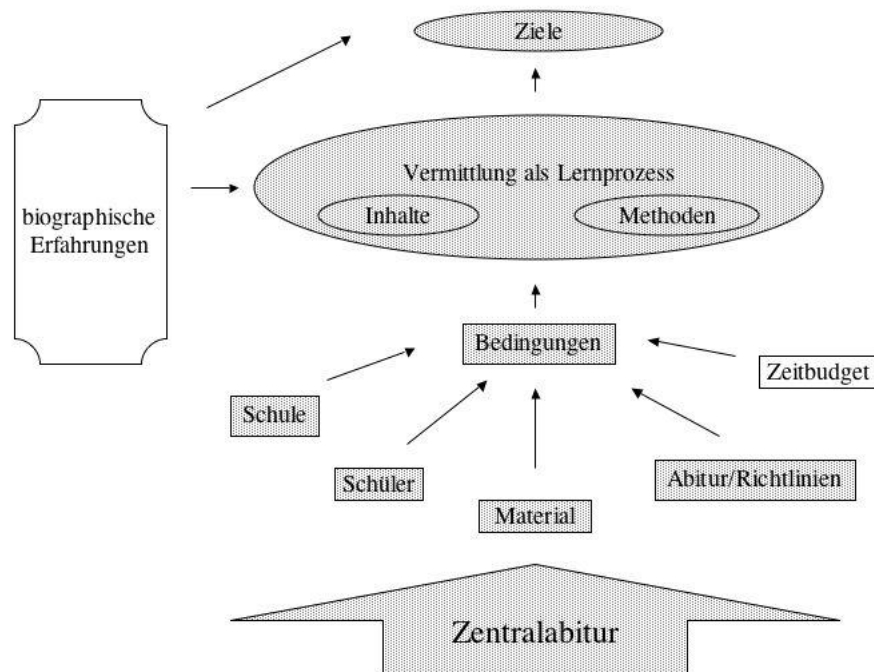 Ziele
Vermittlung als Lernprozess
Inhalte
Methoden
biographische
Erfahrungen
Bedingungen
Zeitbudget
Schule
Schüler
Abitur/Richtlinien
Material
Zentralabitur